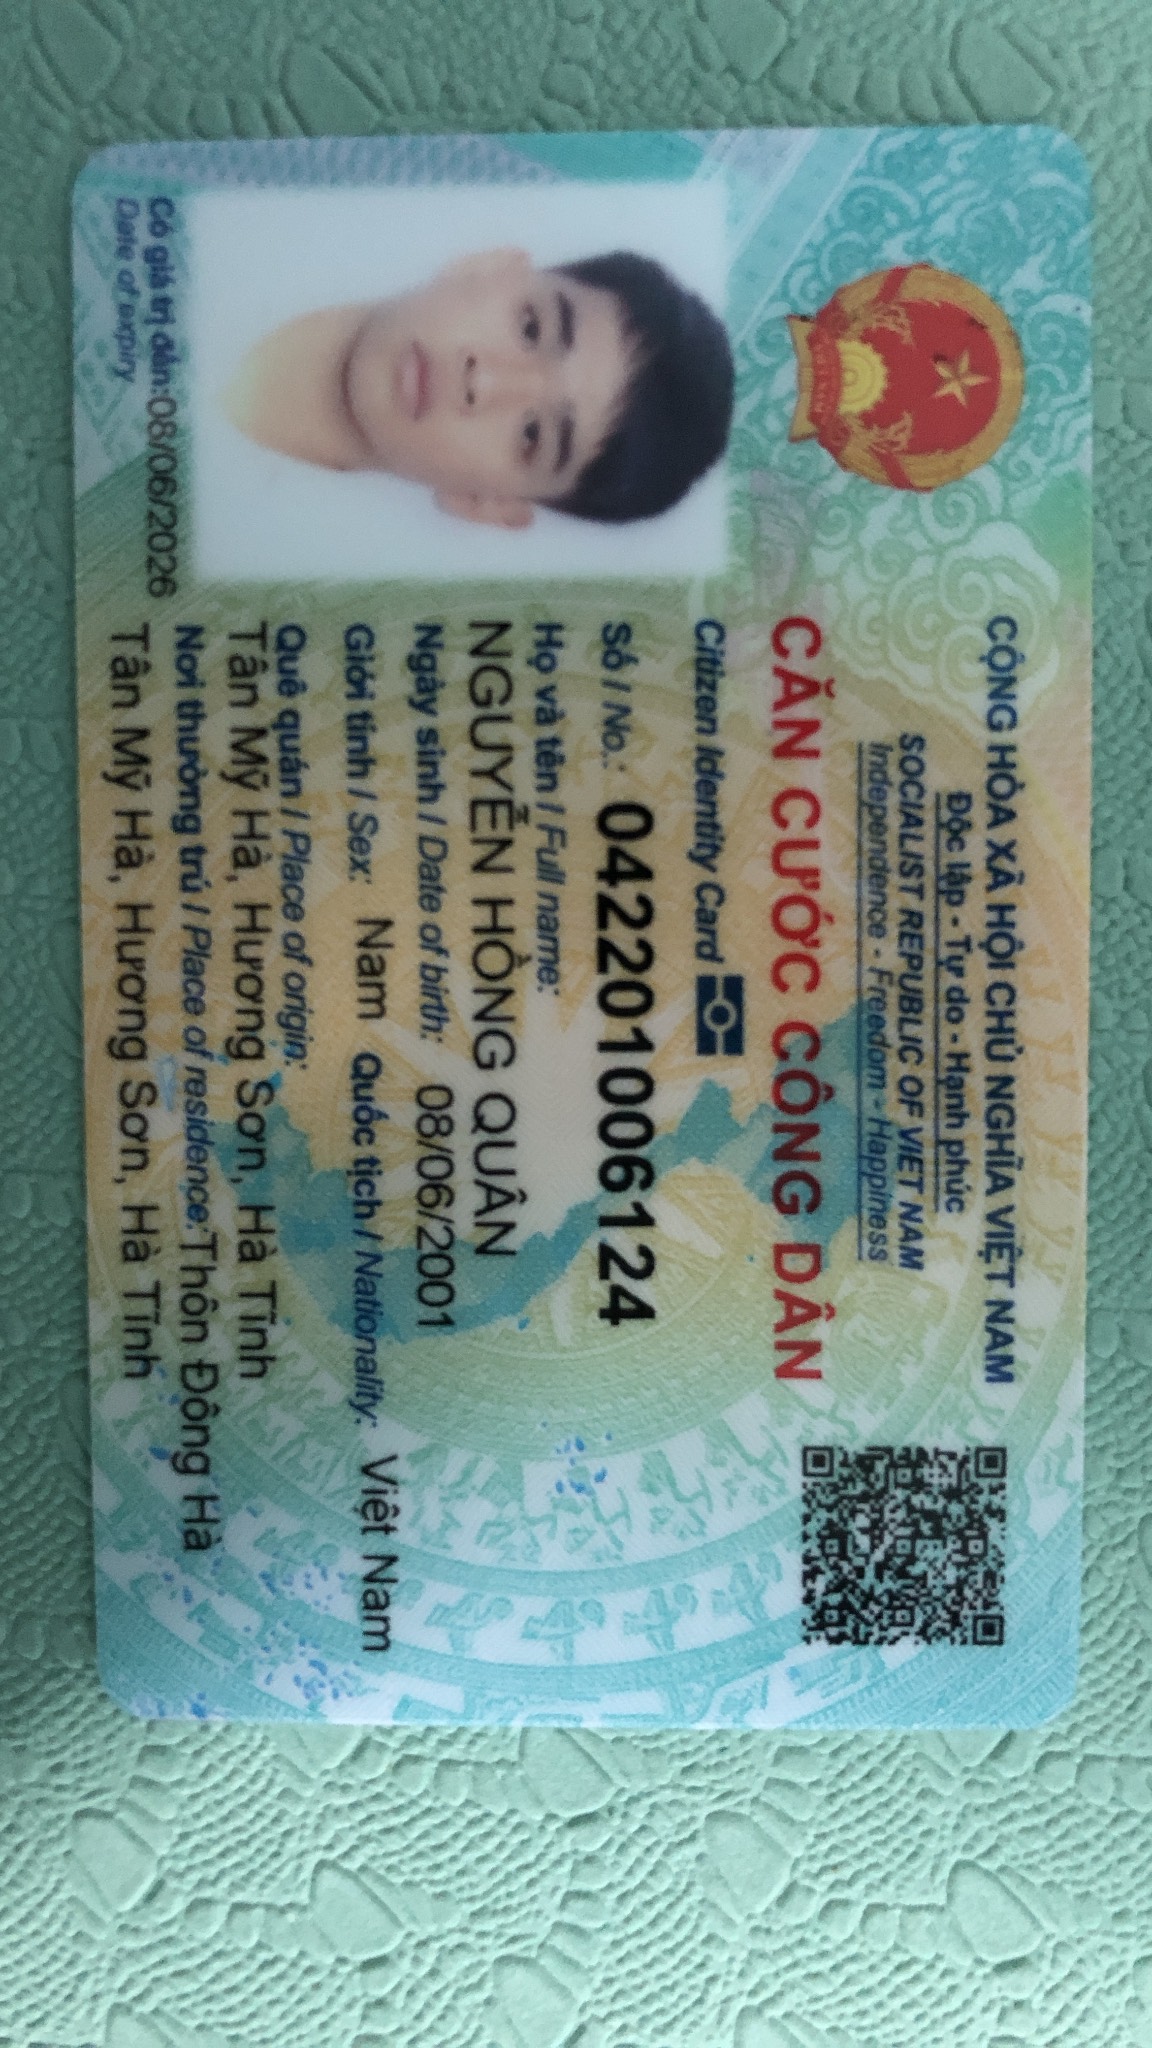 CỘNG HÒA XÃ HỘI CHỦ NGHĨA VIỆT NAM
Độc lập - Tự do - Hạnh phúc
SOCIALIST REPUBLIC OF VIET NAM
Independence - Freedom - Happiness
CĂN CƯỚC CÔNG DÂN
Citizen Identity Card
Số / No.: 042201006124
Họ và tên / Full name:
NGUYỄN HỒNG QUÂN
Ngày sinh / Date of birth: 08/06/2001
Giới tính / Sex: Nam Quốc tịch / Nationality: Việt Nam
Quê quán / Place of origin:
Tân Mỹ Hà, Hương Sơn, Hà Tĩnh
Nơi thường trú / Place of residence: Thôn Đông Hà
Tân Mỹ Hà, Hương Sơn, Hà Tĩnh
Có giá trị đến: 08/06/2026
Date of expiry